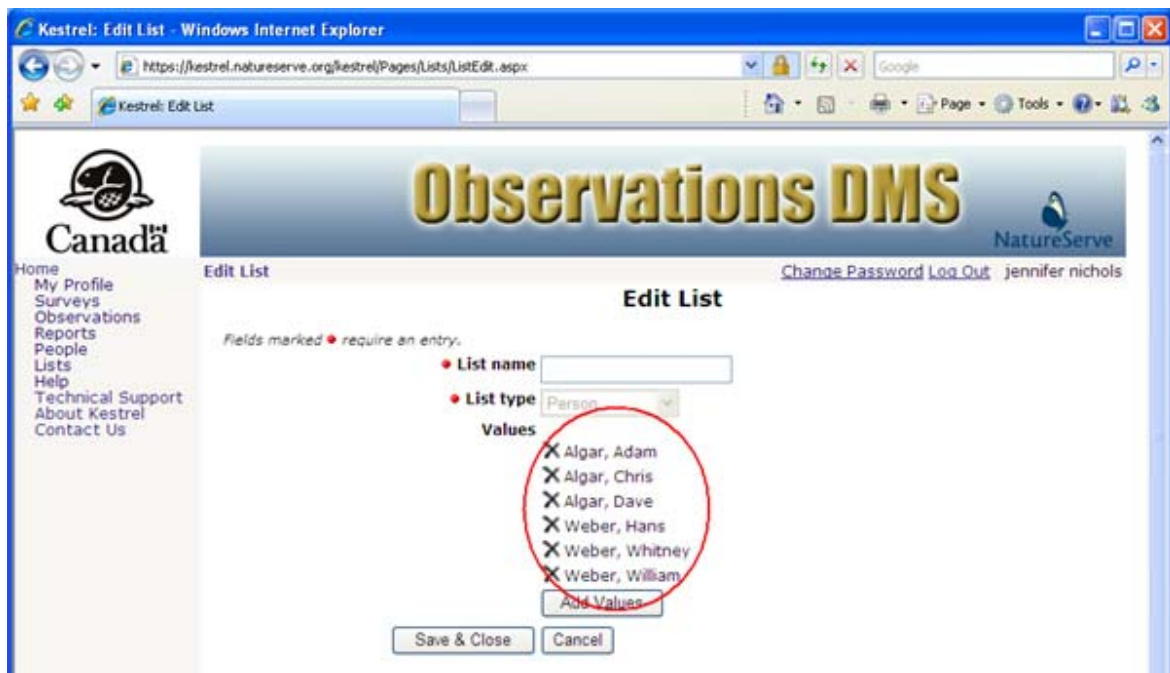 Kestrel: Edit List - Windows Internet Explorer
https://kestrel.natureserve.org/kestrel/Pages/Lists/ListEdit.aspx
Google
Kestrel: Edit List
Page
Tools
Observations DMS
Canada
NatureServe
Home
My Profile
Surveys
Observations
Reports
People
Lists
Help
Technical Support
About Kestrel
Contact Us
Edit List
Change Password Log Out jennifer nichols
Edit List
Fields marked require an entry.
List name
List type Person
Values
Algar, Adam
Algar, Chris
Algar, Dave
Weber, Hans
Weber, Whitney
Weber, William
Add Values
Save & Close Cancel